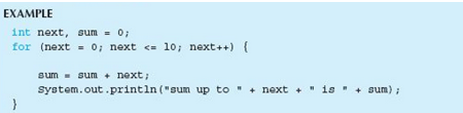 EXAMPLE
int next, sum = 0;
for (next = 0; next <= 10; next++) {
sum = sum + next;
System.out.println("sum up to " + next + " is " + sum);
}